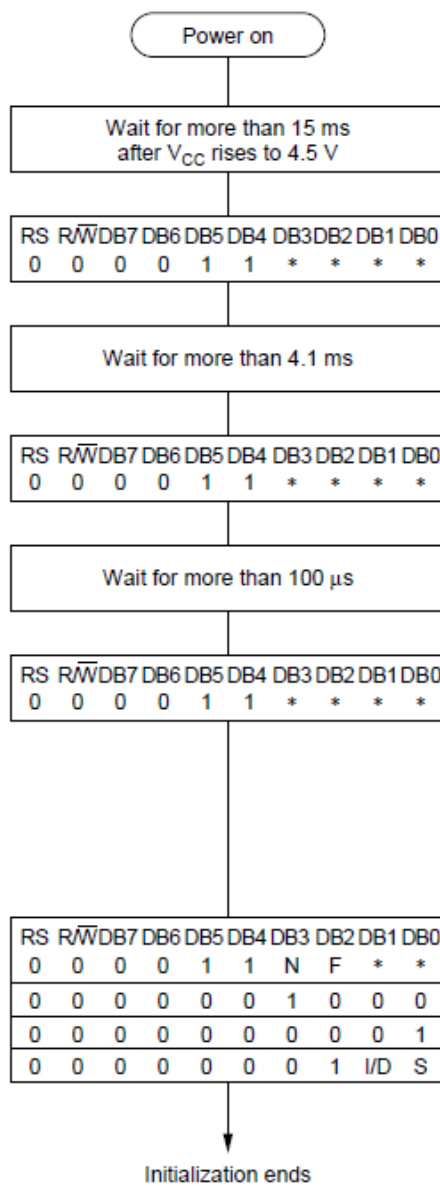 Power on
Wait for more than 15 ms
after VCC rises to 4.5 V
RS R/W̅ DB7 DB6 DB5 DB4 DB3 DB2 DB1 DB0
0 0 0 0 1 1 * * * *
Wait for more than 4.1 ms
RS R/W̅ DB7 DB6 DB5 DB4 DB3 DB2 DB1 DB0
0 0 0 0 1 1 * * * *
Wait for more than 100 μs
RS R/W̅ DB7 DB6 DB5 DB4 DB3 DB2 DB1 DB0
0 0 0 0 1 1 * * * *
RS R/W̅ DB7 DB6 DB5 DB4 DB3 DB2 DB1 DB0
0 0 0 0 1 1 N F * *
0 0 0 0 0 0 1 0 0 0
0 0 0 0 0 0 0 0 0 1
0 0 0 0 0 0 0 1 I/D S
Initialization ends